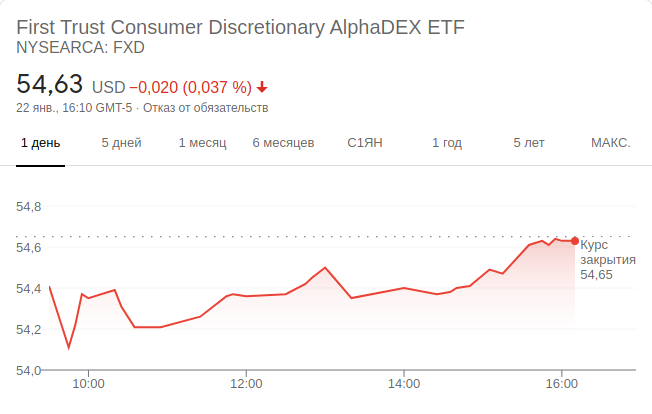 First Trust Consumer Discretionary AlphaDEX ETF
NYSEARCA: FXD
54,63 USD −0,020 (0,037 %)
22 янв., 16:10 GMT-5 · Отказ от обязательств
1 день 5 дней 1 месяц 6 месяцев С1ЯН 1 год 5 лет МАКС.
54,8
54,6
54,4
54,2
54,0
Курс
закрытия
54,65
10:00 12:00 14:00 16:00